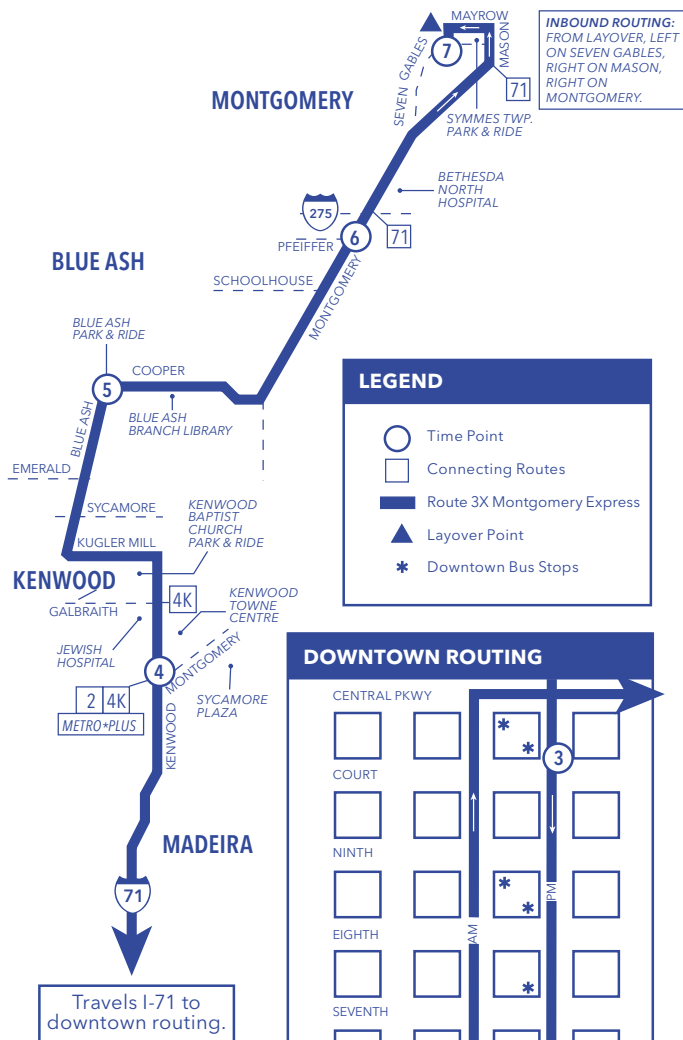 MAYROW
7
SEVEN GABLES
MASON
71
INBOUND ROUTING:
FROM LAYOVER, LEFT
ON SEVEN GABLES,
RIGHT ON MASON,
RIGHT ON
MONTGOMERY.
MONTGOMERY
SYMMES TWP.
PARK & RIDE
BETHESDA
NORTH
HOSPITAL
275
PFEIFFER
6
71
BLUE ASH
SCHOOLHOUSE
MONTGOMERY
BLUE ASH
PARK & RIDE
COOPER
5
BLUE ASH
BLUE ASH
BRANCH LIBRARY
EMERALD
SYCAMORE
KUGLER MILL
KENWOOD
BAPTIST
CHURCH
PARK & RIDE
KENWOOD
4K
GALBRAITH
KENWOOD
TOWNE
CENTRE
JEWISH
HOSPITAL
4
MONTGOMERY
2 4K
METRO*PLUS
KENWOOD
SYCAMORE
PLAZA
MADEIRA
71
Travels I-71 to
downtown routing.
LEGEND
Time Point
Connecting Routes
Route 3X Montgomery Express
Layover Point
* Downtown Bus Stops
DOWNTOWN ROUTING
CENTRAL PKWY
* *
3
COURT
NINTH
* *
PM
AM
EIGHTH
*
SEVENTH